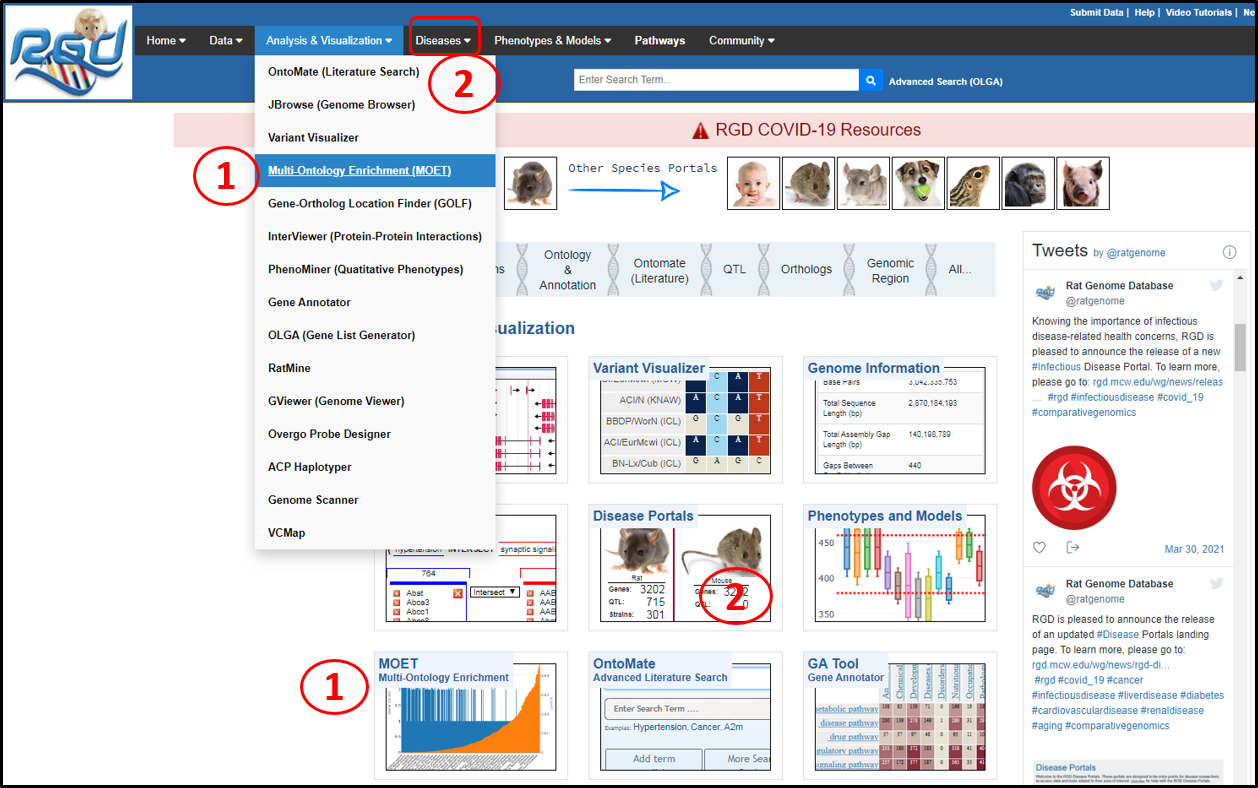 Submit Data | Help | Video Tutorials | Ne
RGD
Home
Data
Analysis & Visualization
Diseases
Phenotypes & Models
Pathways
Community
2
Enter Search Term...
Advanced Search (OLGA)
OntoMate (Literature Search)
JBrowse (Genome Browser)
Variant Visualizer
1
Multi-Ontology Enrichment (MOET)
Gene-Ortholog Location Finder (GOLF)
InterViewer (Protein-Protein Interactions)
PhenoMiner (Quatitative Phenotypes)
Gene Annotator
OLGA (Gene List Generator)
RatMine
GViewer (Genome Viewer)
Overgo Probe Designer
ACP Haplotyper
Genome Scanner
VCMap
RGD COVID-19 Resources
Other Species Portals
ns
Ontology
&
Annotation
Ontomate
(Literature)
QTL
Orthologs
Genomic
Region
All...
sualization
Variant Visualizer
C A T
ACI/N (KNAW) A C A T
BBDP/WorN (ICL) G C G T
ACI/EurMcwi (ICL) A C A T
BN-Lx/Cub (ICL) G A G C
Genome Information
Base Pairs 3,042,335,753
Total Sequence
Length (bp) 2,870,184,193
Total Assembly Gap
Length (bp) 140,198,789
Gaps Between 440
hypertension INTERSECT synaptic signali
764
Abat
Abca3
Abcc1
Intersect
AAB
Disease Portals
Rat
Genes: 3202
QTL: 715
Strains: 301
Mouse
Genes:
2
Phenotypes and Models
450
400
350
1
MOET
Multi-Ontology Enrichment
OntoMate
Advanced Literature Search
Enter Search Term ....
Examples: Hypertension, Cancer, A2m
Add term
More Sear
GA Tool
Gene Annotator
An
Chemical
Developm
Diseases
Disorders
Nutrition
Occupatio
metabolic pathway
disease pathway
drug pathway
gulatory pathway
signaling pathway
Tweets by @ratgenome
Rat Genome Database
@ratgenome
Knowing the importance of infectious
disease-related health concerns, RGD is
pleased to announce the release of a new
#Infectious Disease Portal. To learn more,
please go to: rgd.mcw.edu/wg/news/releas
… #rgd #infectiousdisease #covid_19
#comparativegenomics
Mar 30, 2021
Rat Genome Database
@ratgenome
RGD is pleased to announce the release
of an updated #Disease Portals landing
page. To learn more, please go to:
rgd.mcw.edu/wg/news/rgd-di…
#rgd #covid_19 #cancer
#infectiousdisease #liverdisease #diabetes
#cardiovasculardisease #renaldisease
#aging #comparativegenomics
Disease Portals